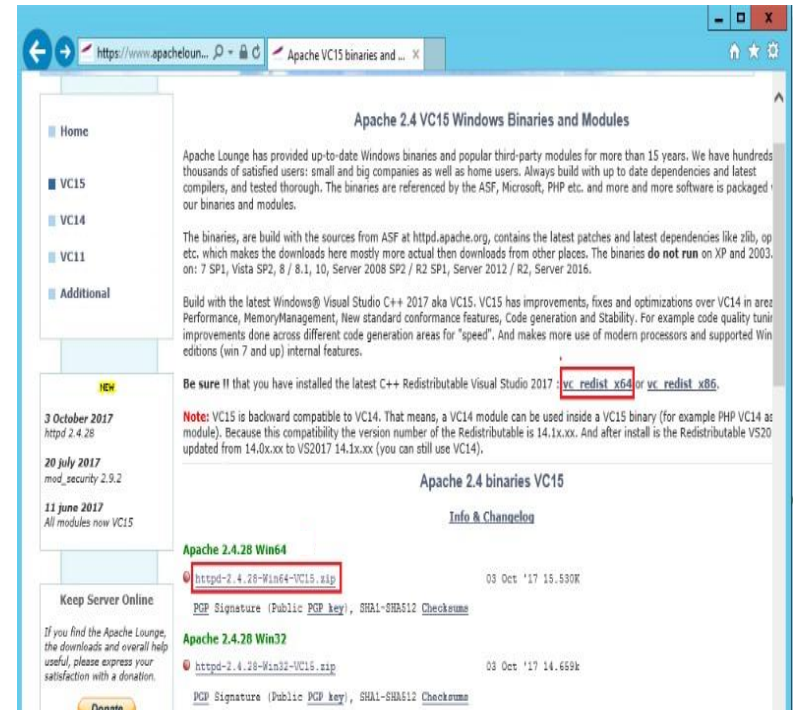 https://www.apacheloun...
Apache VC15 binaries and ...
Home
VC15
VC14
VC11
Additional
NEW
3 October 2017
httpd 2.4.28
20 july 2017
mod_security 2.9.2
11 june 2017
All modules now VC15
Keep Server Online
If you find the Apache Lounge,
the downloads and overall help
useful, please express your
satisfaction with a donation.
Donate
Apache 2.4 VC15 Windows Binaries and Modules
Apache Lounge has provided up-to-date Windows binaries and popular third-party modules for more than 15 years. We have hundreds
thousands of satisfied users: small and big companies as well as home users. Always build with up to date dependencies and latest
compilers, and tested thorough. The binaries are referenced by the ASF, Microsoft, PHP etc. and more and more software is packaged
our binaries and modules.
The binaries, are build with the sources from ASF at httpd.apache.org, contains the latest patches and latest dependencies like zlib, op
etc. which makes the downloads here mostly more actual then downloads from other places. The binaries do not run on XP and 2003.
on: 7 SP1, Vista SP2, 8 / 8.1, 10, Server 2008 SP2 / R2 SP1, Server 2012 / R2, Server 2016.
Build with the latest Windows® Visual Studio C++ 2017 aka VC15. VC15 has improvements, fixes and optimizations over VC14 in area
Performance, MemoryManagement, New standard conformance features, Code generation and Stability. For example code quality tunin
improvements done across different code generation areas for "speed". And makes more use of modern processors and supported Win
editions (win 7 and up) internal features.
Be sure !! that you have installed the latest C++ Redistributable Visual Studio 2017 : vc_redist_x64 or vc_redist_x86.
Note: VC15 is backward compatible to VC14. That means, a VC14 module can be used inside a VC15 binary (for example PHP VC14 as
module). Because this compatibility the version number of the Redistributable is 14.1x.xx. And after install is the Redistributable VS20
updated from 14.0x.xx to VS2017 14.1x.xx (you can still use VC14).
Apache 2.4 binaries VC15
Info & Changelog
Apache 2.4.28 Win64
httpd-2.4.28-Win64-VC15.zip 03 Oct '17 15.530K
PGP Signature (Public PGP key), SHA1-SHA512 Checksums
Apache 2.4.28 Win32
httpd-2.4.28-Win32-VC15.zip 03 Oct '17 14.659k
PGP Signature (Public PGP key), SHA1-SHA512 Checksums